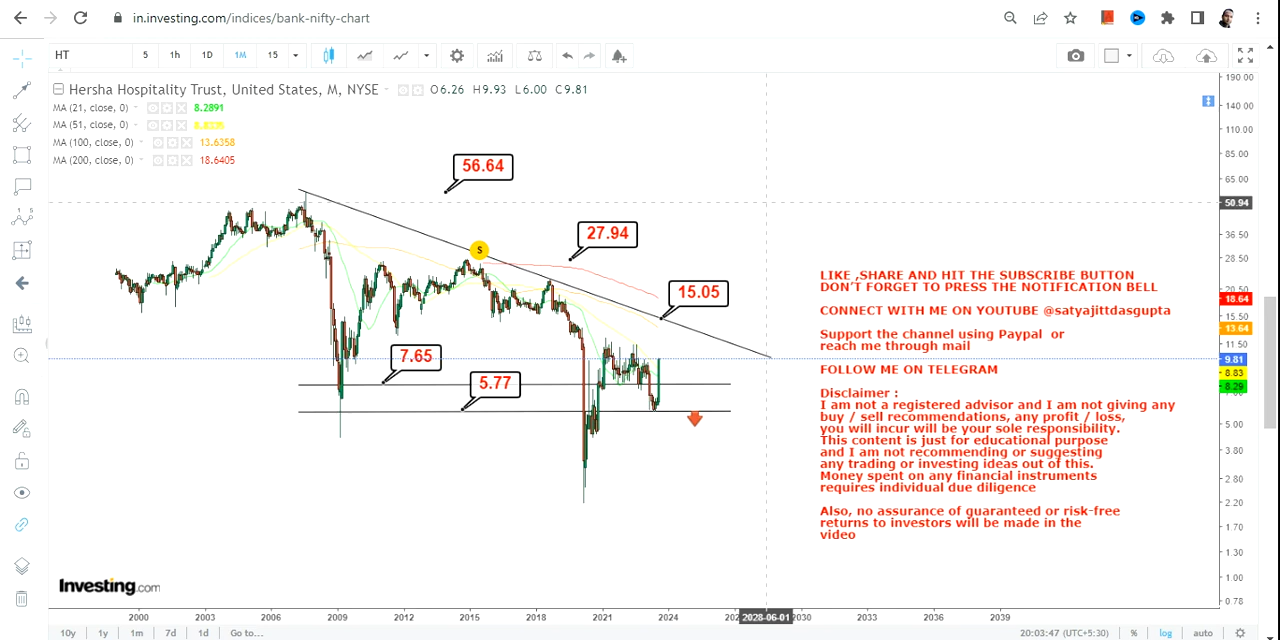 in.investing.com/indices/bank-nifty-chart
HT 5 1h 1D 1M 15
Hersha Hospitality Trust, United States, M, NYSE O6.26 H9.93 L6.00 C9.81
MA (21, close, 0) 8.2891
MA (51, close, 0)
MA (100, close, 0) 13.6358
MA (200, close, 0) 18.6405
56.64
27.94
15.05
7.65
5.77
S
LIKE ,SHARE AND HIT THE SUBSCRIBE BUTTON
DON'T FORGET TO PRESS THE NOTIFICATION BELL
CONNECT WITH ME ON YOUTUBE @satyajittdasgupta
Support the channel using Paypal or
reach me through mail
FOLLOW ME ON TELEGRAM
Disclaimer :
I am not a registered advisor and I am not giving any
buy / sell recommendations, any profit / loss,
you will incur will be your sole responsibility.
This content is just for educational purpose
and I am not recommending or suggesting
any trading or investing ideas out of this.
Money spent on any financial instruments
requires individual due diligence
Also, no assurance of guaranteed or risk-free
returns to investors will be made in the
video
190.00
140.00
110.00
85.00
65.00
50.94
36.50
28.50
18.64
15.50
13.64
11.50
9.81
8.83
8.29
5.00
3.80
2.80
2.20
1.70
1.30
1.00
0.78
Investing.com
2000 2003 2006 2009 2012 2015 2018 2021 2024 2028-06-01 2030 2033 2036 2039
10y 1y 1m 7d 1d Go to... 20:03:47 (UTC+5:30) % log auto